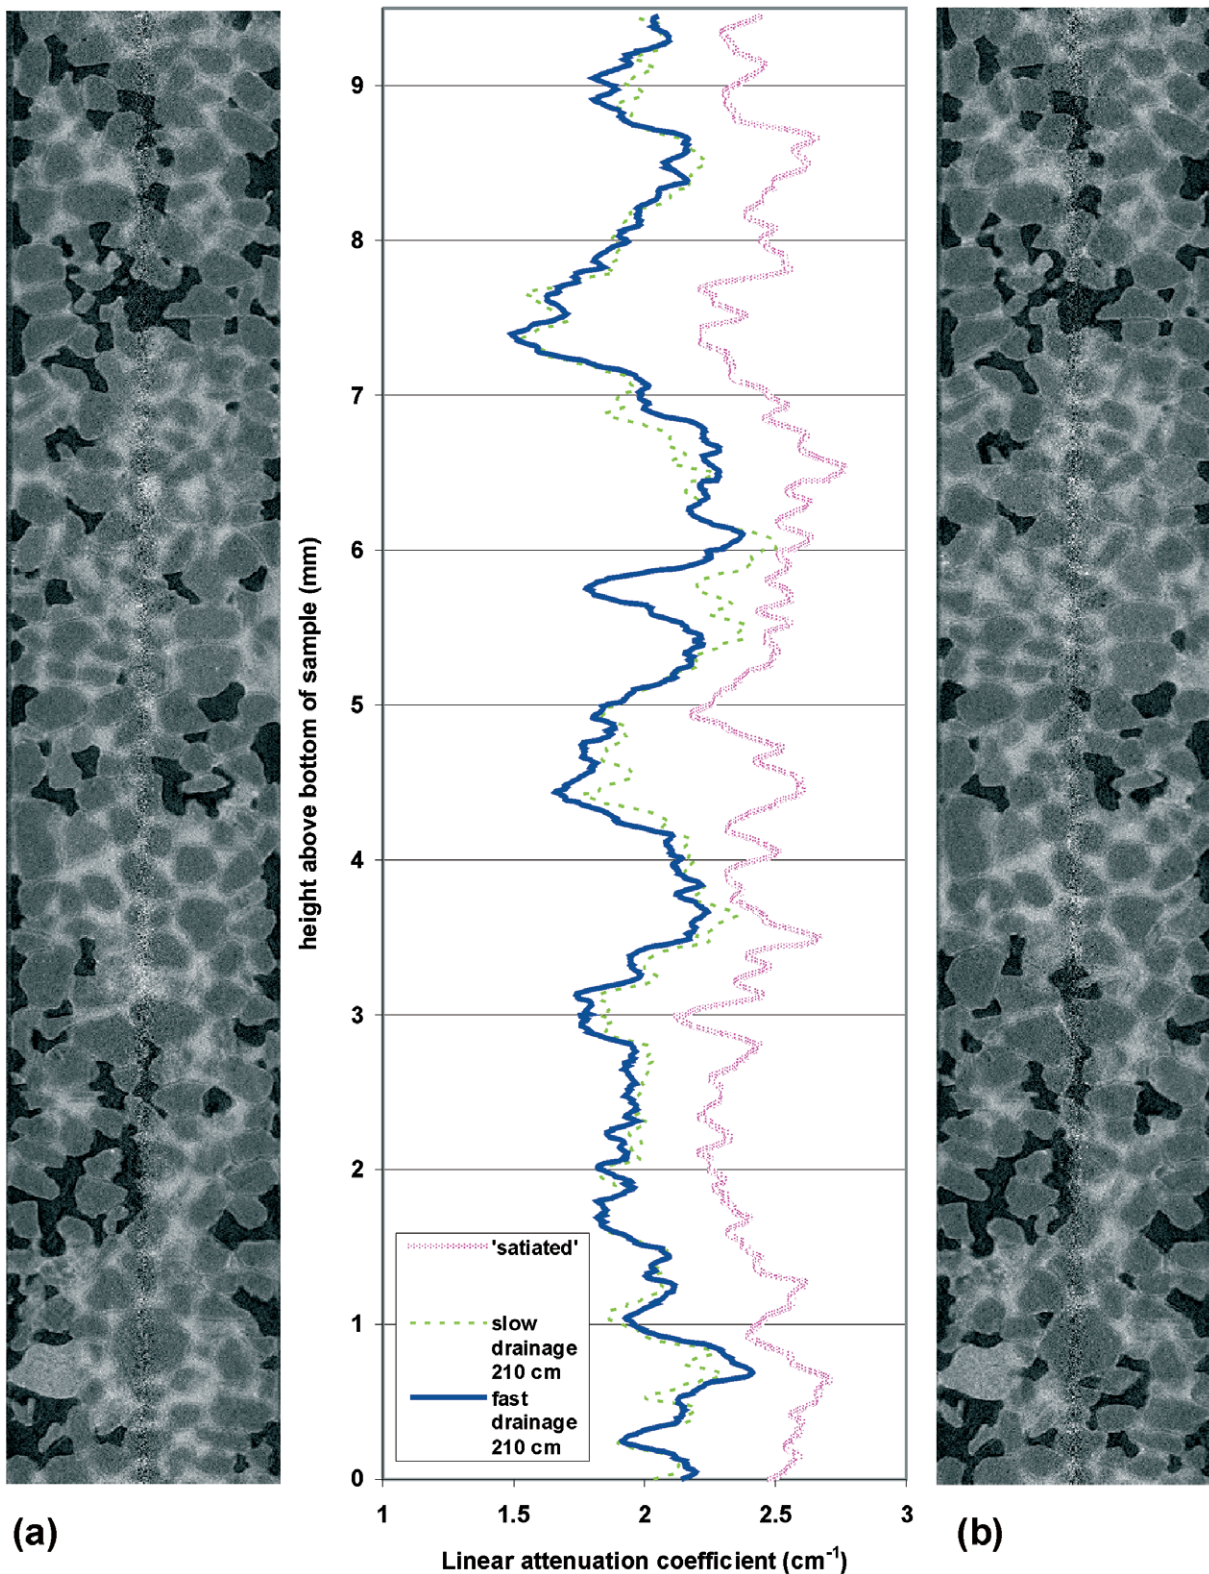 9
8
7
6
5
4
3
2
1
0
height above bottom of sample (mm)
'satiated'
slow
drainage
210 cm
fast
drainage
210 cm
1
1.5
2
2.5
3
Linear attenuation coefficient (cm⁻¹)
(a)
(b)